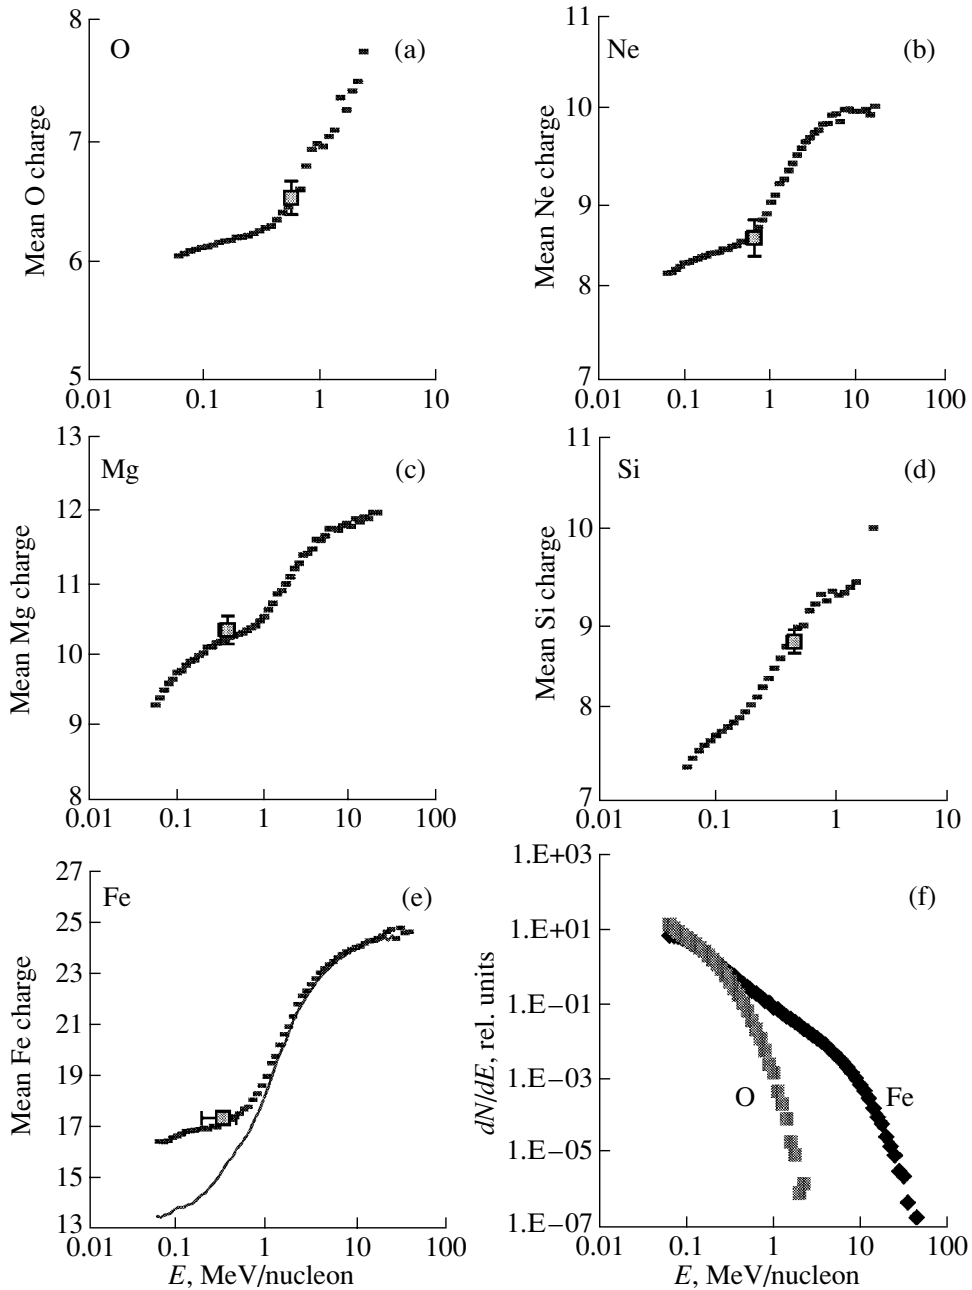 8
7
6
5
Mean O charge
O
(a)
0.01
0.1
1
10
11
10
9
8
7
Mean Ne charge
Ne
(b)
0.01
0.1
1
10
100
13
12
11
10
9
8
Mean Mg charge
Mg
(c)
0.01
0.1
1
10
100
11
10
9
8
7
Mean Si charge
Si
(d)
0.01
0.1
1
10
27
25
23
21
19
17
15
13
Mean Fe charge
Fe
(e)
0.01
0.1
1
10
100
E, MeV/nucleon
1.E+03
1.E+01
1.E−01
1.E−03
1.E−05
1.E−07
dN/dE, rel. units
(f)
O
Fe
0.01
0.1
1
10
100
E, MeV/nucleon